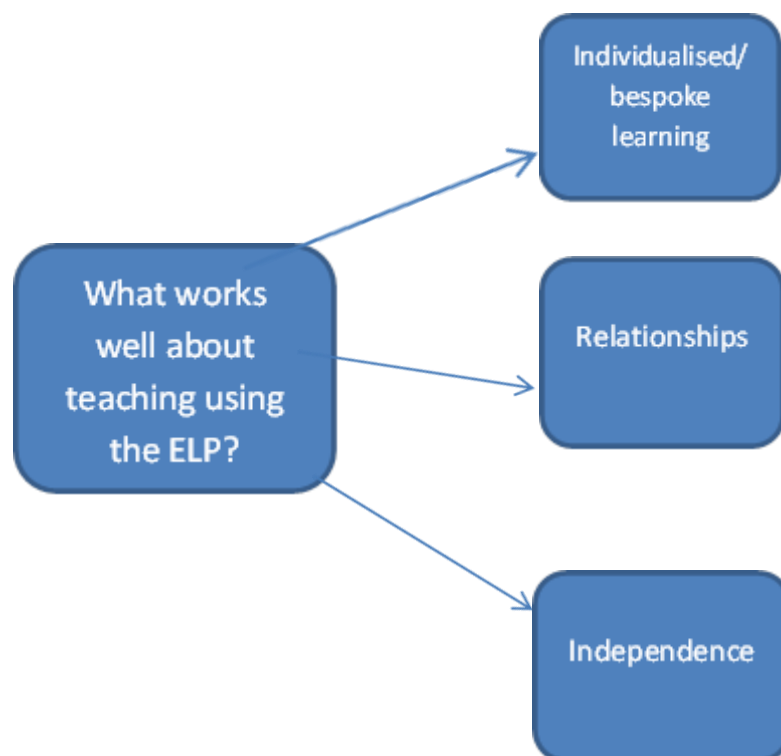 Individualised/
bespoke
learning
What works
well about
teaching using
the ELP?
Relationships
Independence